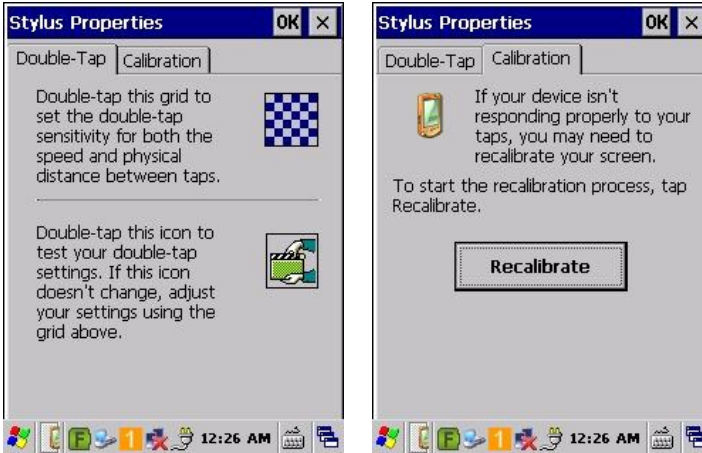 Stylus Properties OK ×
Double-Tap Calibration
Double-tap this grid to
set the double-tap
sensitivity for both the
speed and physical
distance between taps.
Double-tap this icon to
test your double-tap
settings. If this icon
doesn't change, adjust
your settings using the
grid above.
F 1 12:26 AM
Stylus Properties OK ×
Double-Tap Calibration
If your device isn't
responding properly to your
taps, you may need to
recalibrate your screen.
To start the recalibration process, tap
Recalibrate.
Recalibrate
F 1 12:26 AM